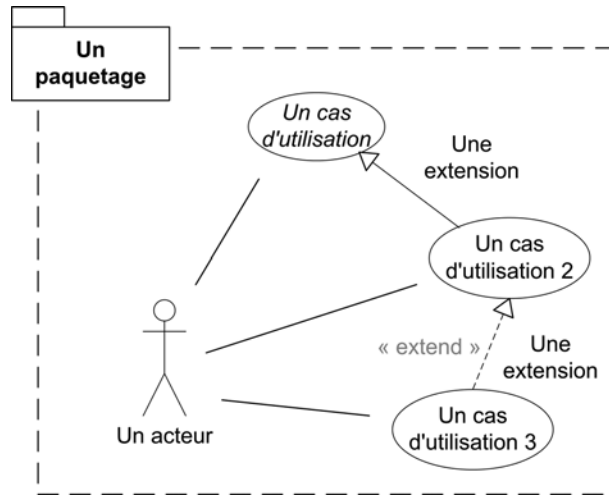 Un
paquetage
Un cas
d'utilisation
Une
extension
Un cas
d'utilisation 2
« extend »
Une
extension
Un cas
d'utilisation 3
Un acteur